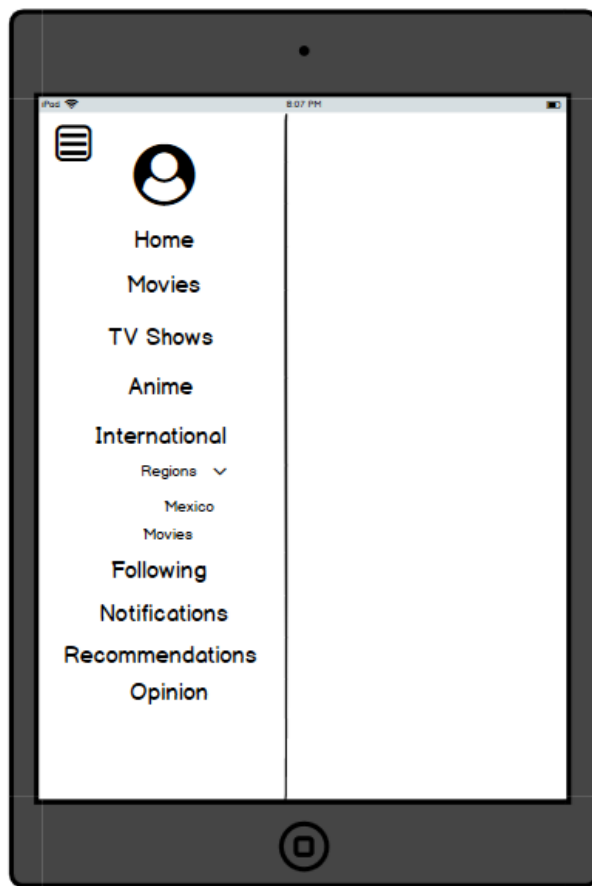 iPad 8:07 PM
Home
Movies
TV Shows
Anime
International
Regions
Mexico
Movies
Following
Notifications
Recommendations
Opinion